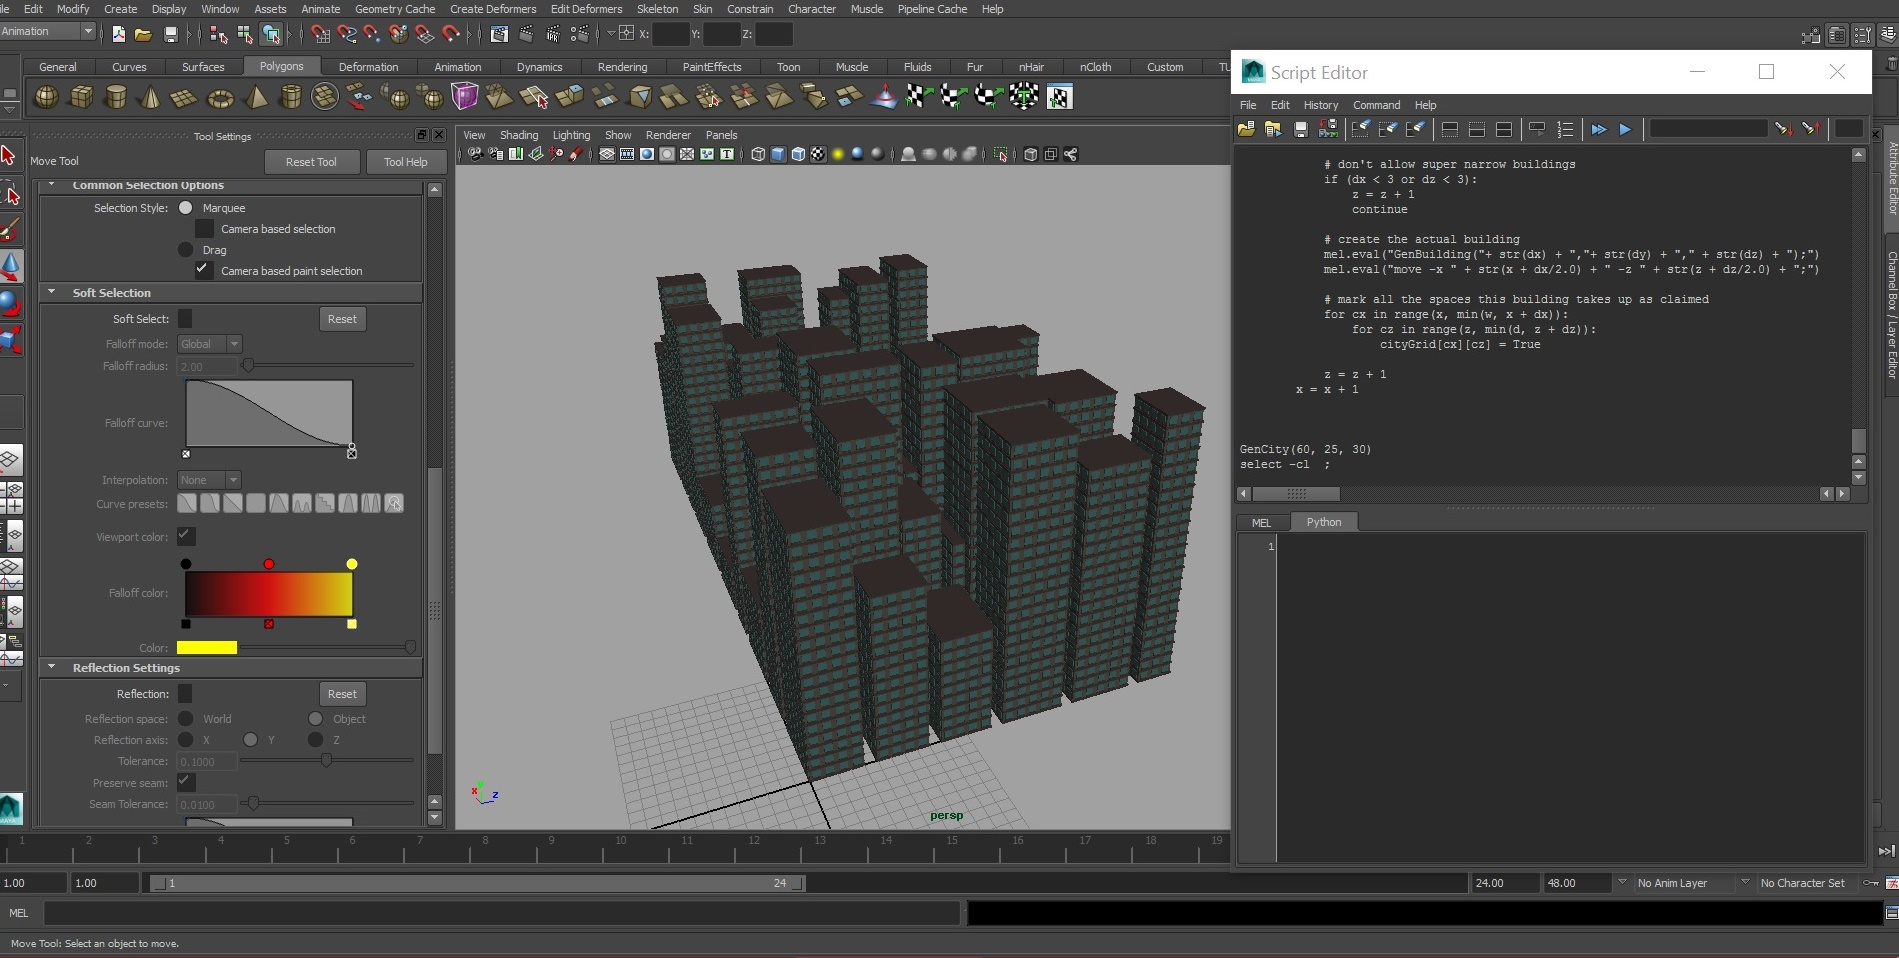 Edit Modify Create Display Window Assets Animate Geometry Cache Create Deformers Edit Deformers Skeleton Skin Constrain Character Muscle Pipeline Cache Help
Animation X: Y: Z:
General Curves Surfaces Polygons Deformation Animation Dynamics Rendering PaintEffects Toon Muscle Fluids Fur nHair nCloth Custom
Tool Settings
Move Tool Reset Tool Tool Help
Common Selection Options
Selection Style: Marquee
Camera based selection
Drag
Camera based paint selection
Soft Selection
Soft Select: Reset
Falloff mode: Global
Falloff radius: 2.00
Falloff curve:
Interpolation: None
Curve presets:
Viewport color:
Falloff color:
Color:
Reflection Settings
Reflection: Reset
Reflection space: World Object
Reflection axis: X Y Z
Tolerance: 0.1000
Preserve seam:
Seam Tolerance: 0.0100
View Shading Lighting Show Renderer Panels
persp
Script Editor
File Edit History Command Help
# don't allow super narrow buildings
if (dx < 3 or dz < 3):
z = z + 1
continue
# create the actual building
mel.eval("GenBuilding("+ str(dx) + ","+ str(dy) + "," + str(dz) + ");")
mel.eval("move -x " + str(x + dx/2.0) + " -z " + str(z + dz/2.0) + ";")
# mark all the spaces this building takes up as claimed
for cx in range(x, min(w, x + dx)):
for cz in range(z, min(d, z + dz)):
cityGrid[cx][cz] = True
z = z + 1
x = x + 1
GenCity(60, 25, 30)
select -cl ;
MEL Python
1
Attribute Editor
Channel Box / Layer Editor
1 2 3 4 5 6 7 8 9 10 11 12 13 14 15 16 17 18 19
1.00 1.00 1 24 24.00 48.00 No Anim Layer No Character Set
MEL
Move Tool: Select an object to move.